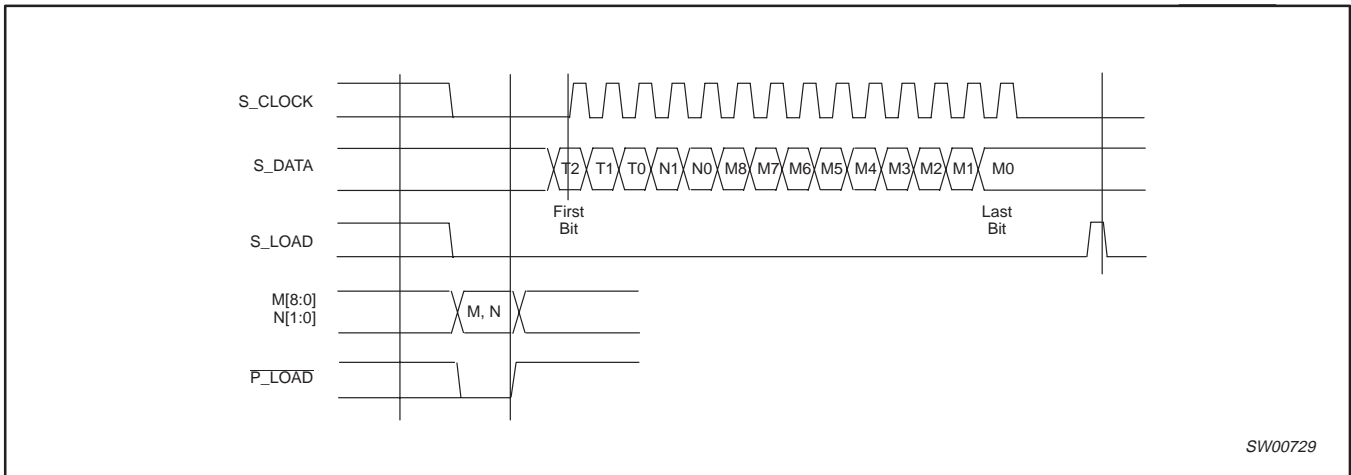 S_CLOCK
S_DATA
T2 T1 T0 N1 N0 M8 M7 M6 M5 M4 M3 M2 M1 M0
First
Bit
Last
Bit
S_LOAD
M[8:0]
N[1:0]
M, N
P_LOAD
SW00729